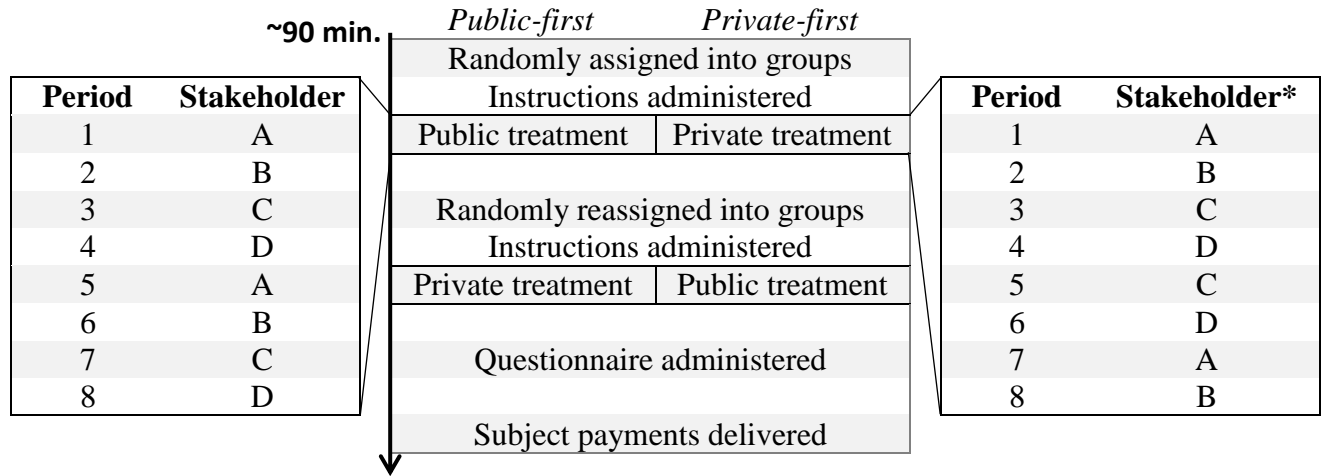 ~90 min.
Public-first Private-first
Randomly assigned into groups
Instructions administered
Public treatment Private treatment
Randomly reassigned into groups
Instructions administered
Private treatment Public treatment
Questionnaire administered
Subject payments delivered
Period Stakeholder
1 A
2 B
3 C
4 D
5 A
6 B
7 C
8 D
Period Stakeholder*
1 A
2 B
3 C
4 D
5 C
6 D
7 A
8 B